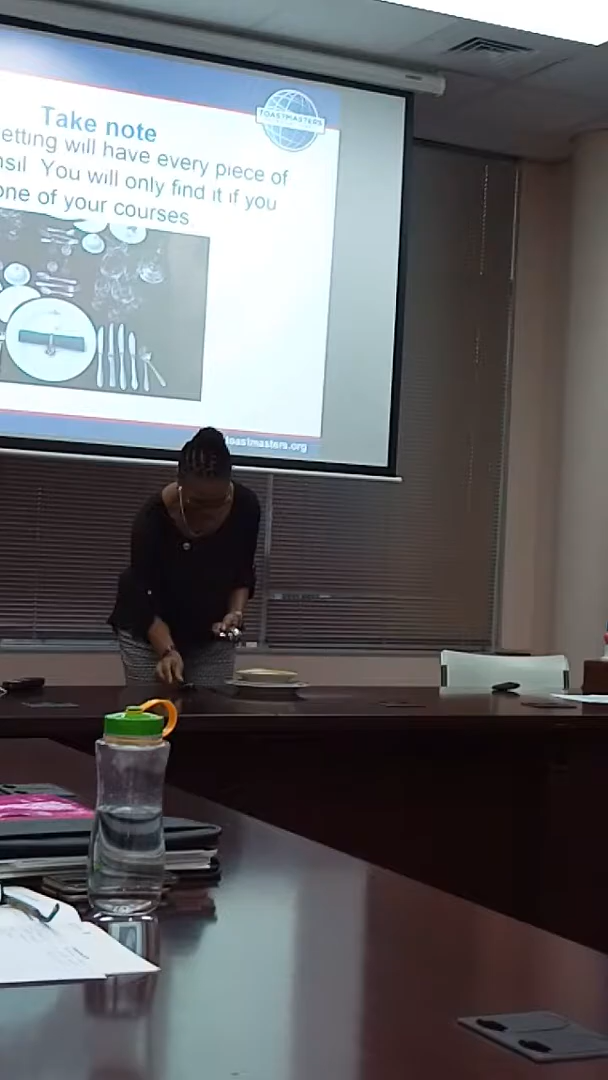 TOASTMASTERS
Take note
etting will have every piece of
nsil You will only find it if you
one of your courses
toastmasters.org